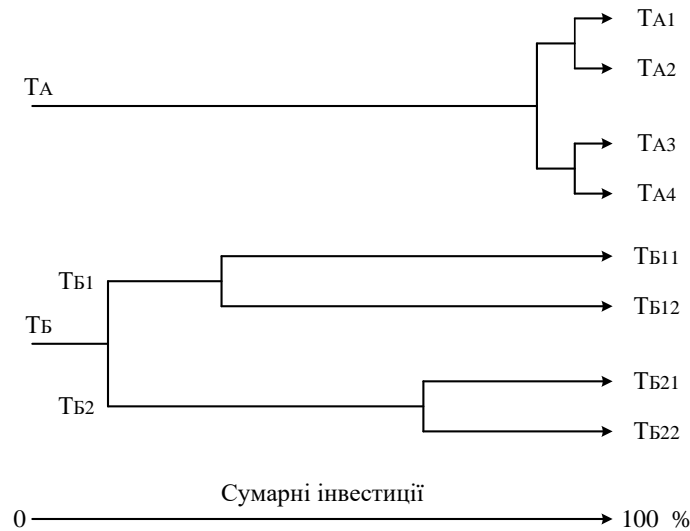 ТА1
ТА
ТА2
ТА3
ТА4
ТБ11
ТБ1
ТБ12
ТБ
ТБ21
ТБ2
ТБ22
Сумарні інвестиції
0 100 %